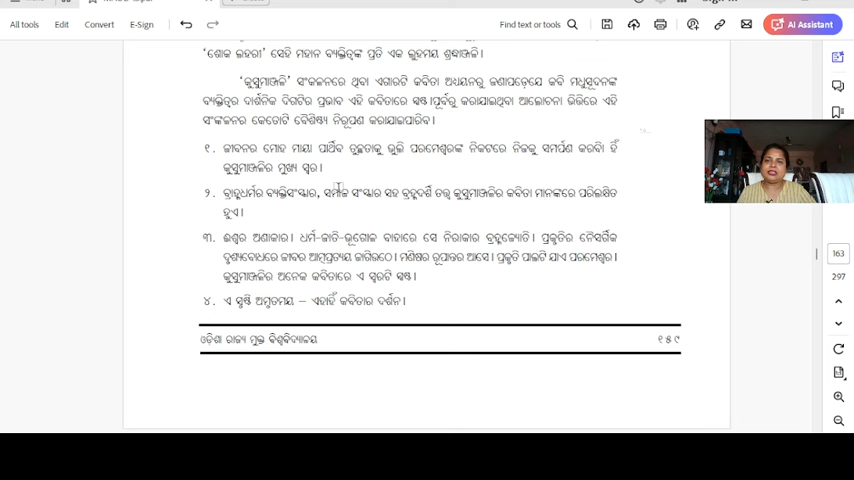 All tools Edit Convert E-Sign Find text or tools AI Assistant
'ଶୋକ ଲହରୀ' ସେହି ମହାନ ବ୍ୟକ୍ତିତ୍ୱଙ୍କ ପ୍ରତି ଏକ ଲୁହମୟ ଶ୍ରଦ୍ଧାଞ୍ଜଳି।
'କୁସୁମାଞ୍ଜଳି' ସଂକଳନରେ ଥିବା ଏଗାରଟି କବିତା ଅଧ୍ୟୟନରୁ ଜଣାପଡ଼େଯେ କବି ମଧୁସୂଦନଙ୍କ
ବ୍ୟକ୍ତିତ୍ୱର ଦାର୍ଶନିକ ଦିଗଟିର ପ୍ରଭାବ ଏହି କବିତାରେ ସ୍ପଷ୍ଟ।ପୂର୍ବରୁ କରାଯାଇଥିବା ଆଲୋଚନା ଭିତ୍ତିରେ ଏହି
ସଂକଳନର କେତୋଟି ବୈଶିଷ୍ଟ୍ୟ ନିରୂପଣ କରାଯାଇପାରିବ।
୧. ଜୀବନର ମୋହ ମାୟା ପାର୍ଥିବ ତୁଚ୍ଛତାକୁ ଭୁଲି ପରମେଶ୍ୱରଙ୍କ ନିକଟରେ ନିଜକୁ ସମର୍ପଣ କରିବା ହିଁ
କୁସୁମାଞ୍ଜଳିର ମୁଖ୍ୟ ସ୍ୱର।
୨. ବ୍ରାହ୍ମଧର୍ମର ବ୍ୟକ୍ତିସଂସ୍କାର, ସମାଜ ସଂସ୍କାର ସହ ବ୍ରହ୍ମଦର୍ଶି ତତ୍ତ୍ୱ କୁସୁମାଞ୍ଜଳିର କବିତା ମାନଙ୍କରେ ପରିଲକ୍ଷିତ
ହୁଏ।
୩. ଈଶ୍ୱର ଅଣାକାର। ଧର୍ମ-ଜାତି-ଭୂଗୋଳ ବାହାରେ ସେ ନିରାକାର ବ୍ରହ୍ମଜ୍ୟୋତି। ପ୍ରକୃତିର ନୈସର୍ଗିକ
ଦୃଶ୍ୟବୋଧରେ ଜୀବର ଆତ୍ମପ୍ରତ୍ୟୟ ଜାଗିଉଠେ। ମଣିଷର ରୂପାନ୍ତର ଆସେ। ପ୍ରକୃତି ପାଲଟି ଯାଏ ପରମେଶ୍ୱର।
କୁସୁମାଞ୍ଜଳିର ଅନେକ କବିତାରେ ଏ ସ୍ୱରଟି ସ୍ପଷ୍ଟ।
୪. ଏ ସୃଷ୍ଟି ଅମୃତମୟ – ଏହାହିଁ କବିତାର ଦର୍ଶନ।
ଓଡ଼ିଶା ରାଜ୍ୟ ମୁକ୍ତ ବିଶ୍ୱବିଦ୍ୟାଳୟ ୧୫୯
163
297